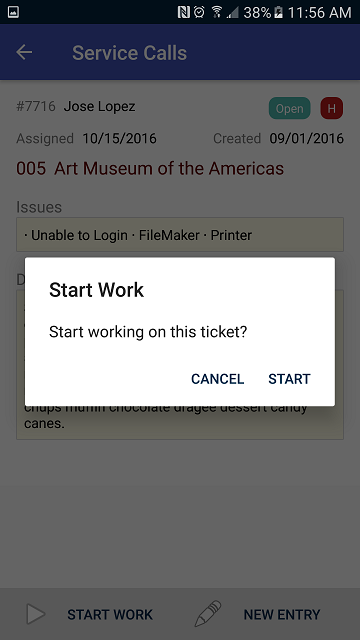 38% 11:56 AM
Service Calls
#7716 Jose Lopez Open H
Assigned 10/15/2016 Created 09/01/2016
005 Art Museum of the Americas
Issues
· Unable to Login · FileMaker · Printer
Start Work
Start working on this ticket?
CANCEL START
chups muffin chocolate dragee dessert candy
canes.
START WORK NEW ENTRY